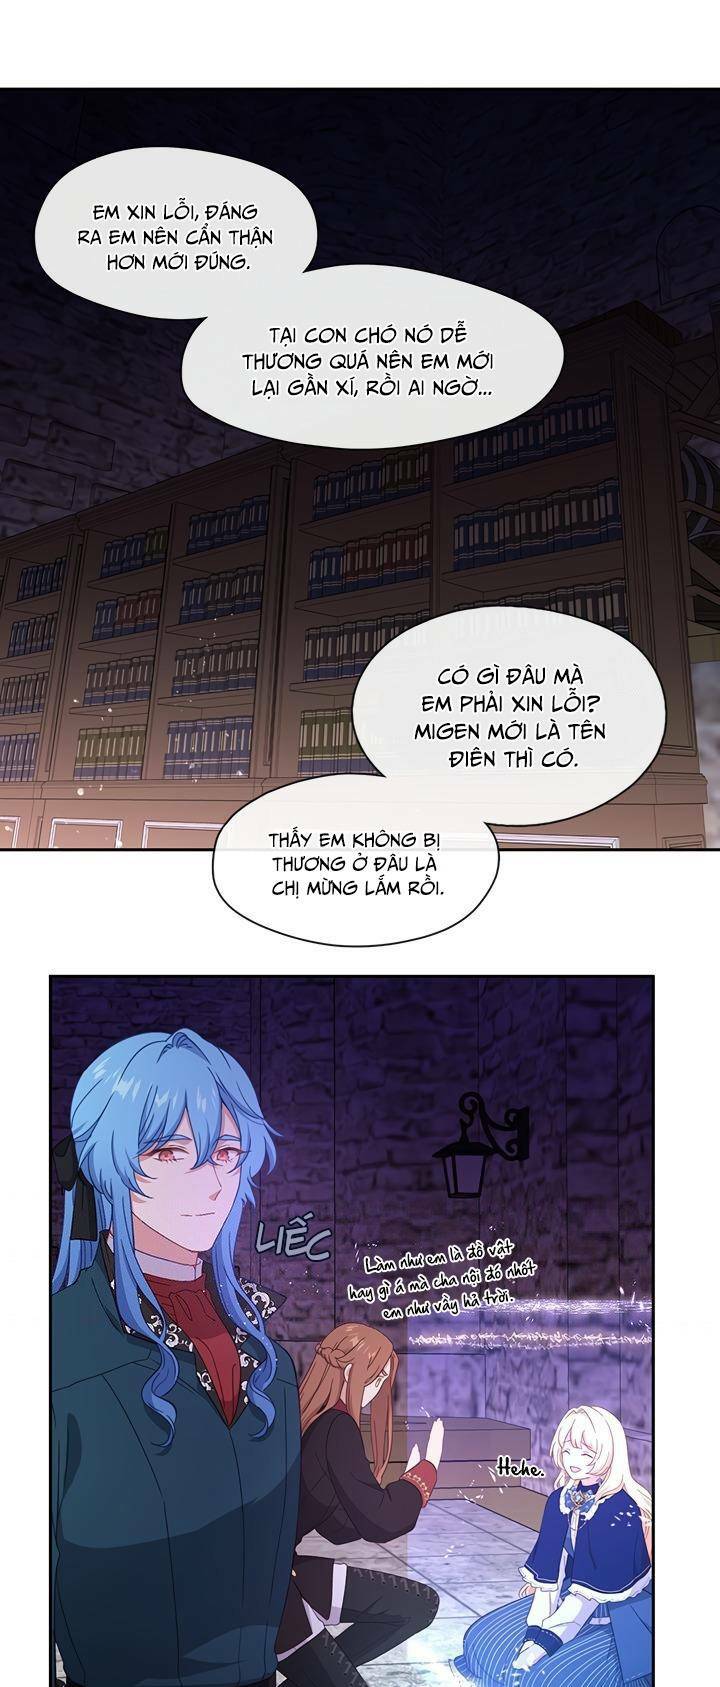 EM XIN LỖI, ĐÁNG
RA EM NÊN CẨN THẬN
HƠN MỚI ĐÚNG.
TẠI CON CHÓ NÓ DỄ
THƯƠNG QUÁ NÊN EM MỚI
LẠI GẦN XÍ, RỒI AI NGỜ...
CÓ GÌ ĐÂU MÀ
EM PHẢI XIN LỖI?
MIGEN MỚI LÀ TÊN
ĐIÊN THÌ CÓ.
THẤY EM KHÔNG BỊ
THƯƠNG Ở ĐÂU LÀ
CHỊ MỪNG LẮM RỒI.
LIẾC
Làm như em là đồ vật
hay gì á mà cha nội đó nhốt
em như vầy hả trời.
Hehe.